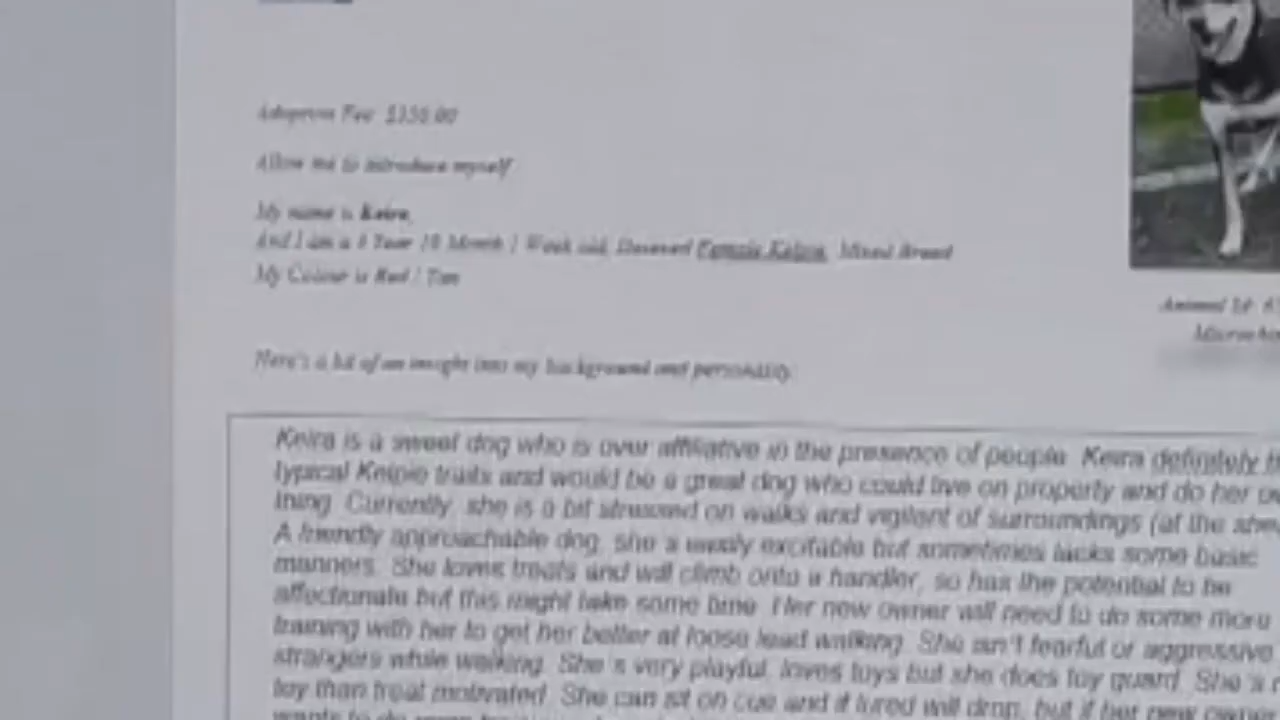 Adoption Fee: $350.00
Allow me to introduce myself
My name is Keira,
And I am a Year 10 Month 1 Week old, Desexed Female Kelpie, Mixed Breed
My Colour is Red / Tan
Animal Id:
Here's a bit of an insight into my background and personality
Keira is a sweet dog who is over affiliative in the presence of people. Keira definitely
typical Kelpie traits and would be a great dog who could live on property and do her
thing. Currently, she is a bit stressed on walks and vigilant of surroundings (at the
A friendly approachable dog, she's easily excitable but sometimes lacks some basic
manners. She loves treats and will climb onto a handler, so has the potential to be
affectionate but this might take some time. Her new owner will need to do some more
training with her to get her better at loose lead walking. She isn't fearful or aggressive
strangers while walking. She's very playful, loves toys but she does toy guard. She's
toy than treat motivated. She can sit on cue and if lured will drop, but if her new owner
wants to do some